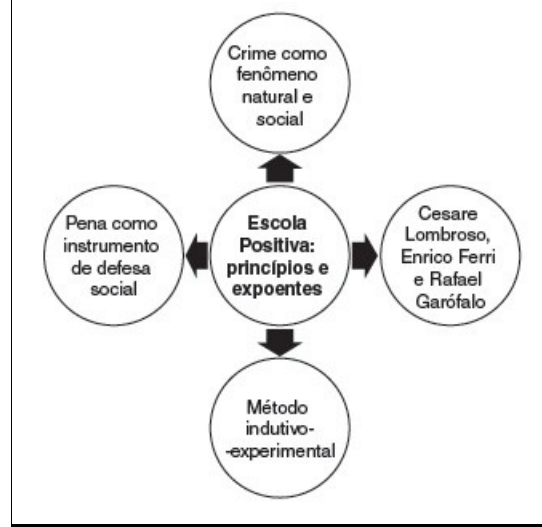 Crime como
fenômeno
natural e
social
Pena como
instrumento
de defesa
social
Escola
Positiva:
princípios e
expoentes
Cesare
Lombroso,
Enrico Ferri
e Rafael
Garófalo
Método
indutivo-
-experimental